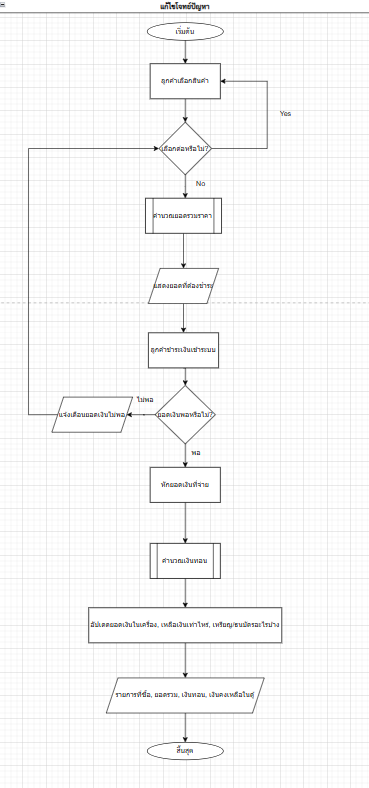 แก้ไขโจทย์ปัญหา
เริ่มต้น
ลูกค้าเลือกสินค้า
Yes
เลือกต่อหรือไม่?
No
คำนวณยอดรวมราคา
แสดงยอดที่ต้องชำระ
ลูกค้าชำระเงินเข้าระบบ
ไม่พอ
แจ้งเตือนยอดเงินไม่พอ
ยอดเงินพอหรือไม่?
พอ
หักยอดเงินที่จ่าย
คำนวณเงินทอน
อัปเดตยอดเงินในเครื่อง, เหลือเงินเท่าไหร่, เหรียญ/ธนบัตรอะไรบ้าง
รายการที่ซื้อ, ยอดรวม, เงินทอน, เงินคงเหลือในตู้
สิ้นสุด